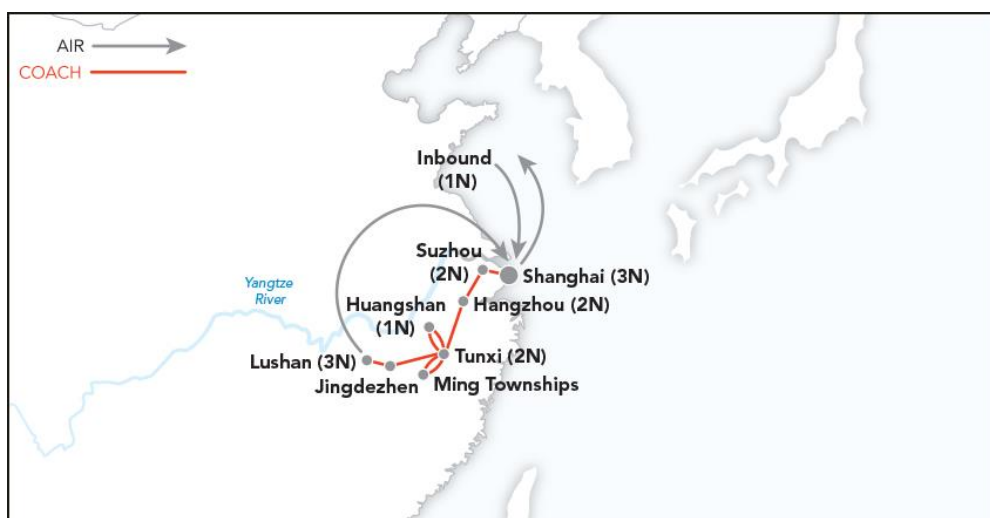 AIR
COACH
Inbound
(1N)
Suzhou
(2N)
Shanghai (3N)
Yangtze
River
Huangshan
(1N)
Hangzhou (2N)
Lushan (3N)
Tunxi (2N)
Jingdezhen
Ming Townships